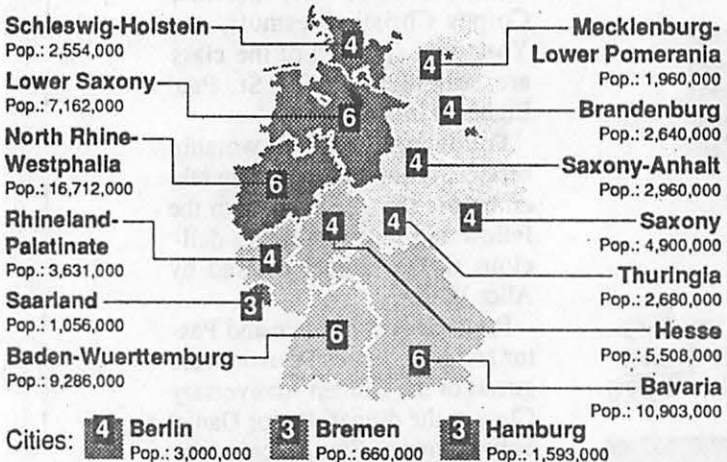 Schleswig-Holstein
Pop.: 2,554,000
Lower Saxony
Pop.: 7,162,000
North Rhine-
Westphalia
Pop.: 16,712,000
Rhineland-
Palatinate
Pop.: 3,631,000
Saarland
Pop.: 1,056,000
Baden-Wuerttemburg
Pop.: 9,286,000
4
4
6
4
4
6
4
4
4
4
3
6
6
Mecklenburg-
Lower Pomerania
Pop.: 1,960,000
Brandenburg
Pop.: 2,640,000
Saxony-Anhalt
Pop.: 2,960,000
Saxony
Pop.: 4,900,000
Thuringia
Pop.: 2,680,000
Hesse
Pop.: 5,508,000
Bavaria
Pop.: 10,903,000
Cities: 4 Berlin 3 Bremen 3 Hamburg
Pop.: 3,000,000 Pop.: 660,000 Pop.: 1,593,000